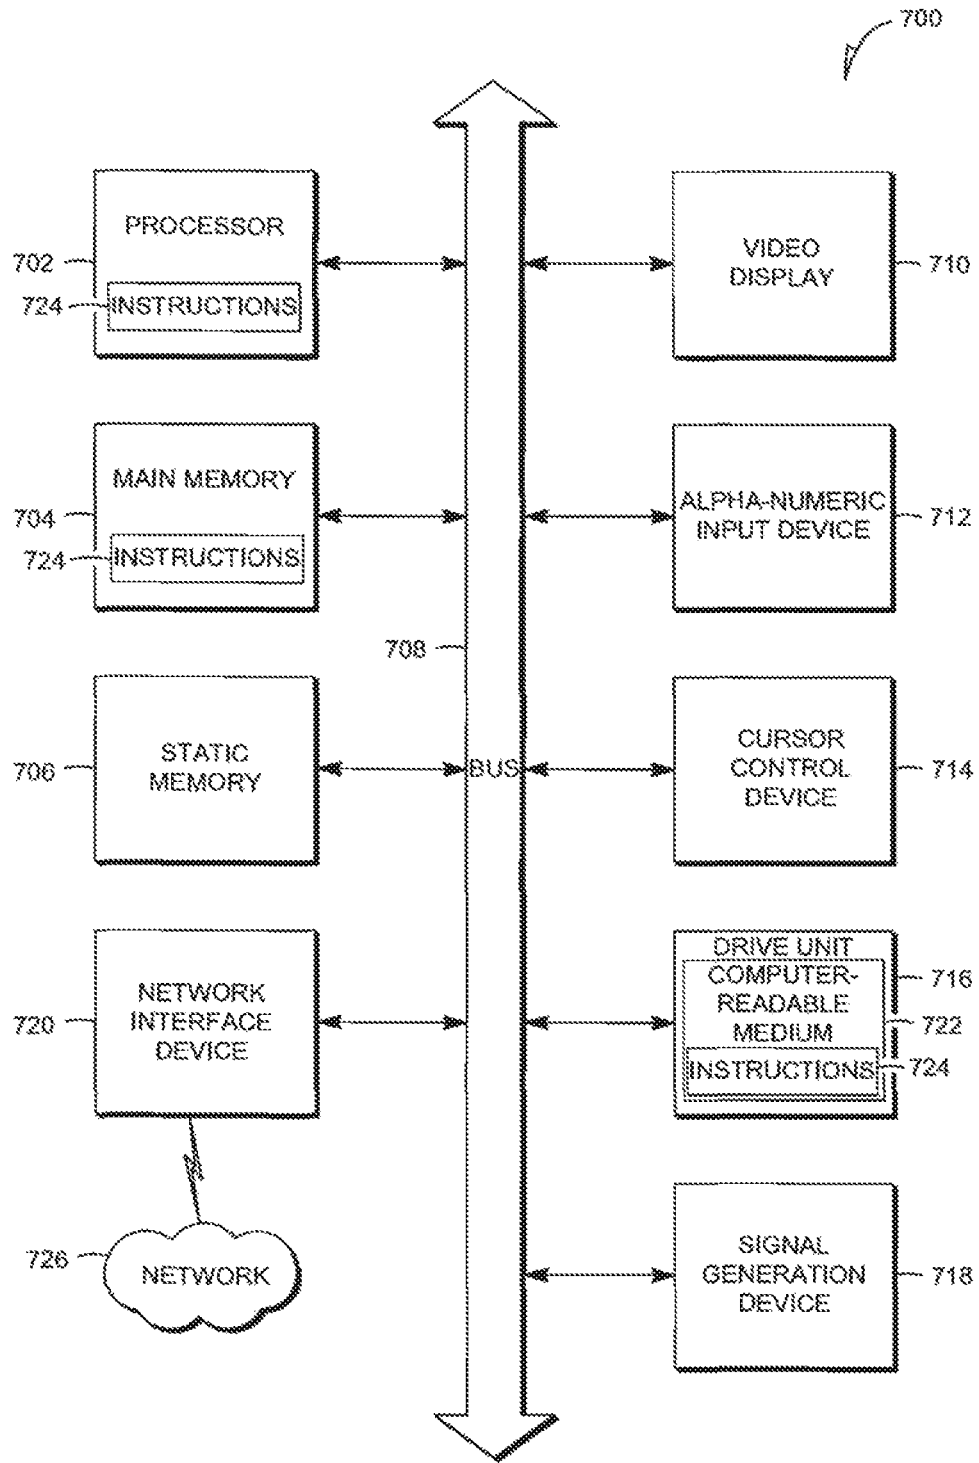 700
PROCESSOR
702
724
INSTRUCTIONS
MAIN MEMORY
704
724
INSTRUCTIONS
708
STATIC
MEMORY
706
BUS
NETWORK
INTERFACE
DEVICE
720
726
NETWORK
VIDEO
DISPLAY
710
ALPHA-NUMERIC
INPUT DEVICE
712
CURSOR
CONTROL
DEVICE
714
DRIVE UNIT
COMPUTER-
READABLE
MEDIUM
716
722
INSTRUCTIONS
724
SIGNAL
GENERATION
DEVICE
718